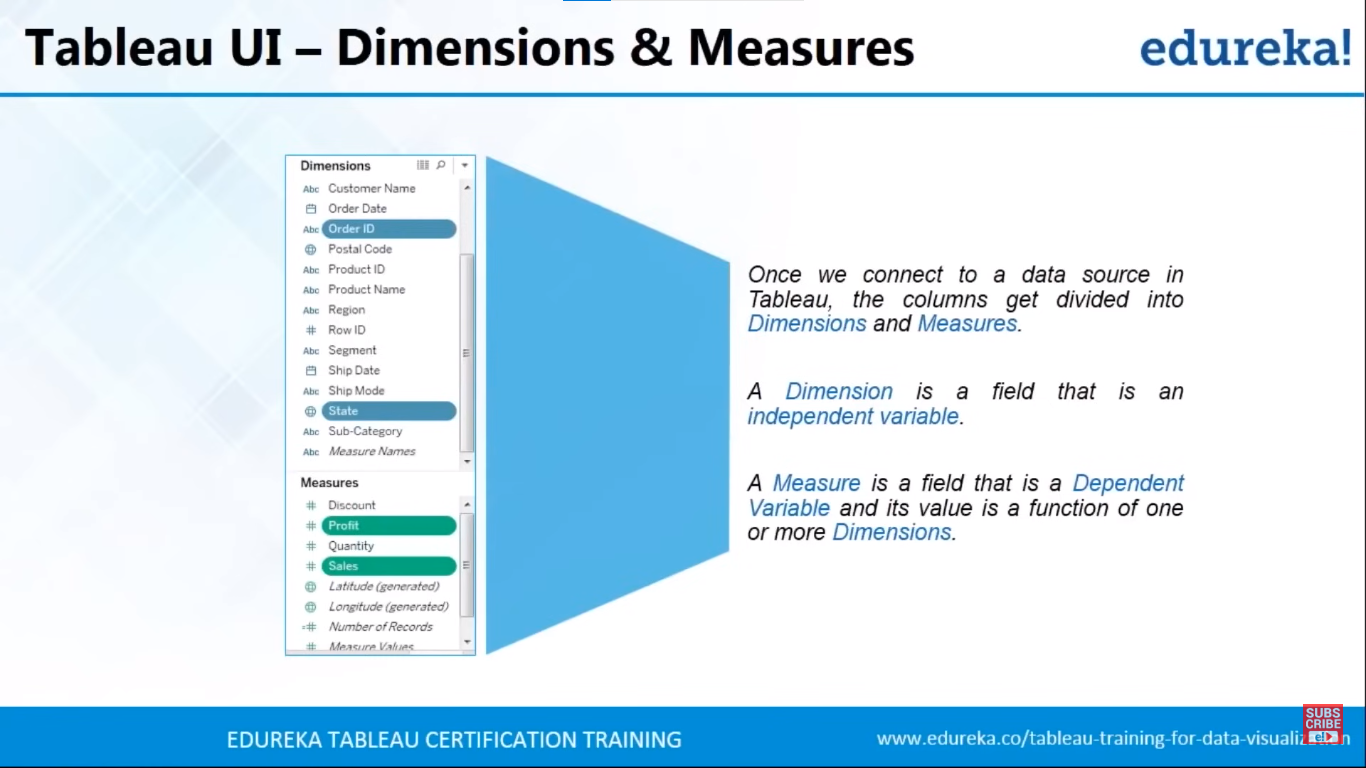 Tableau UI – Dimensions & Measures
edureka!
Dimensions
Abc Customer Name
Order Date
Abc Order ID
Postal Code
Abc Product ID
Abc Product Name
Abc Region
# Row ID
Abc Segment
Ship Date
Abc Ship Mode
State
Abc Sub-Category
Abc Measure Names
Measures
# Discount
# Profit
# Quantity
# Sales
Latitude (generated)
Longitude (generated)
=# Number of Records
# Measure Values
Once we connect to a data source in
Tableau, the columns get divided into
Dimensions and Measures.
A Dimension is a field that is an
independent variable.
A Measure is a field that is a Dependent
Variable and its value is a function of one
or more Dimensions.
EDUREKA TABLEAU CERTIFICATION TRAINING
www.edureka.co/tableau-training-for-data-visualization
SUBS
CRIBE
e!